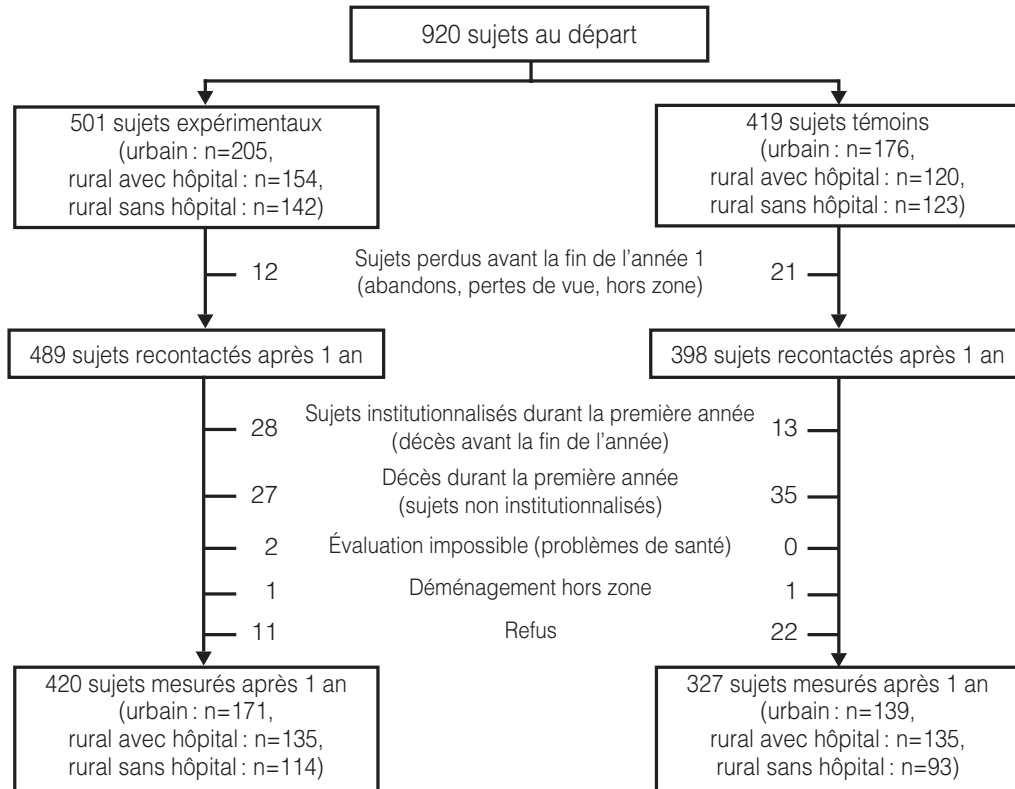 920 sujets au départ
501 sujets expérimentaux
(urbain : n=205,
rural avec hôpital : n=154,
rural sans hôpital : n=142)
419 sujets témoins
(urbain : n=176,
rural avec hôpital : n=120,
rural sans hôpital : n=123)
12
Sujets perdus avant la fin de l'année 1
(abandons, pertes de vue, hors zone)
21
489 sujets recontactés après 1 an
398 sujets recontactés après 1 an
28
Sujets institutionnalisés durant la première année
(décès avant la fin de l'année)
13
27
Décès durant la première année
(sujets non institutionnalisés)
35
2
Évaluation impossible (problèmes de santé)
0
1
Déménagement hors zone
1
11
Refus
22
420 sujets mesurés après 1 an
(urbain : n=171,
rural avec hôpital : n=135,
rural sans hôpital : n=114)
327 sujets mesurés après 1 an
(urbain : n=139,
rural avec hôpital : n=135,
rural sans hôpital : n=93)